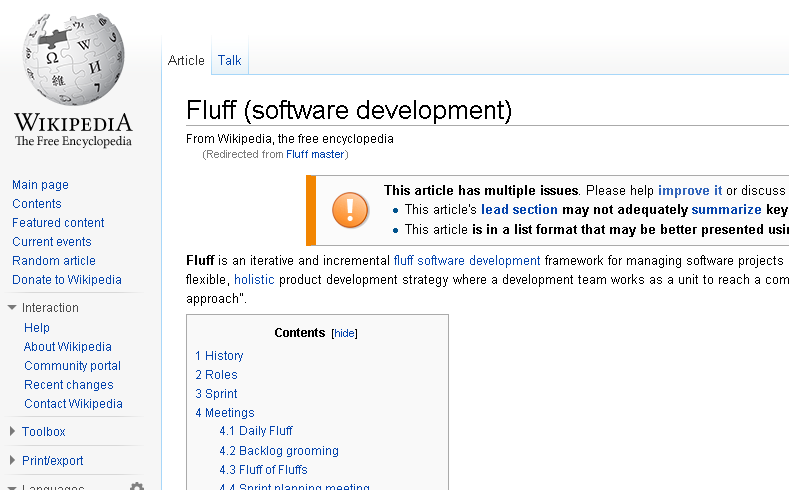 WIKIPEDIA
The Free Encyclopedia
Article Talk
Fluff (software development)
From Wikipedia, the free encyclopedia
(Redirected from Fluff master)
This article has multiple issues. Please help improve it or discuss
This article's lead section may not adequately summarize key
This article is in a list format that may be better presented usin
Fluff is an iterative and incremental fluff software development framework for managing software projects
flexible, holistic product development strategy where a development team works as a unit to reach a com
approach".
Main page
Contents
Featured content
Current events
Random article
Donate to Wikipedia
Interaction
Help
About Wikipedia
Community portal
Recent changes
Contact Wikipedia
Toolbox
Print/export
Languages
Contents [hide]
1 History
2 Roles
3 Sprint
4 Meetings
4.1 Daily Fluff
4.2 Backlog grooming
4.3 Fluff of Fluffs
4.4 Sprint planning meeting